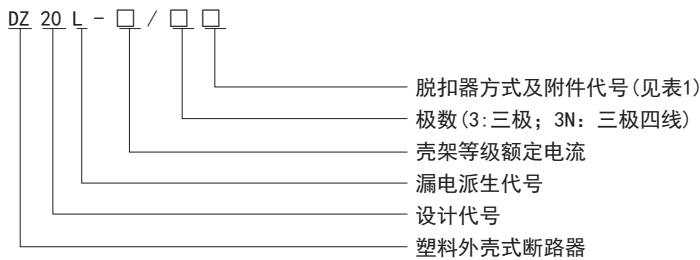 DZ 20 L - □ / □ □
脱扣器方式及附件代号(见表1)
极数(3:三极；3N：三极四线)
壳架等级额定电流
漏电派生代号
设计代号
塑料外壳式断路器